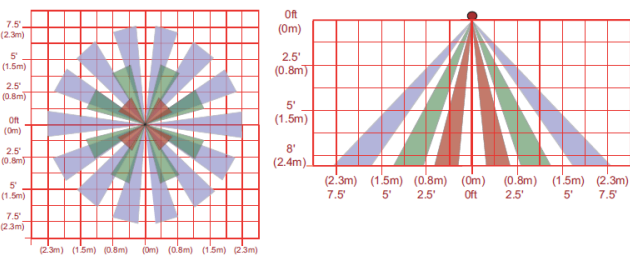 7.5'
(2.3m)
5'
(1.5m)
2.5'
(0.8m)
0ft
(0m)
2.5'
(0.8m)
5'
(1.5m)
7.5'
(2.3m)
(2.3m) (1.5m) (0.8m) (0m) (0.8m) (1.5m) (2.3m)
0ft
(0m)
2.5'
(0.8m)
5'
(1.5m)
8'
(2.4m)
(2.3m) (1.5m) (0.8m) (0m) (0.8m) (1.5m) (2.3m)
7.5' 5' 2.5' 0ft 2.5' 5' 7.5'